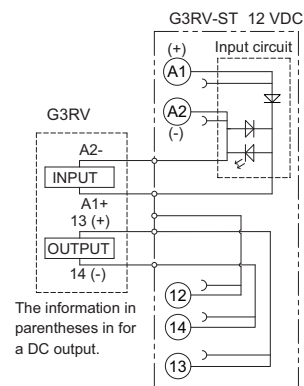 G3RV-ST 12 VDC
(+)
Input circuit
A1
A2
(-)
G3RV
A2-
INPUT
A1+
13 (+)
OUTPUT
14 (-)
The information in
parentheses in for
a DC output.
12
14
13